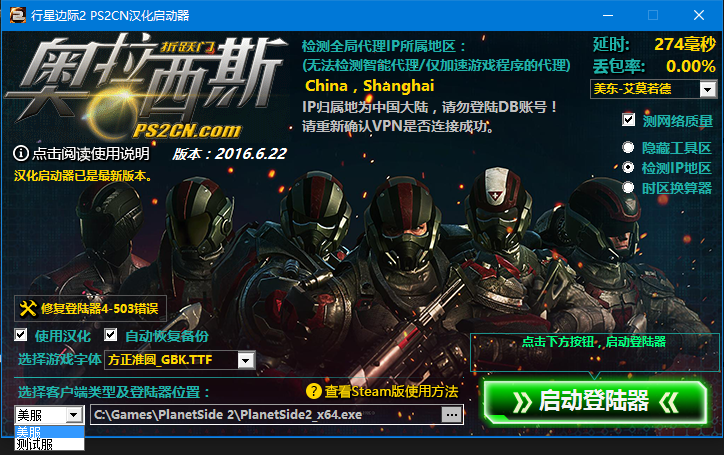 行星边际2 PS2CN汉化启动器
奥拉西斯
折跃门
PS2CN.com
检测全局代理IP所属地区：
(无法检测智能代理/仅加速游戏程序的代理)
China，Shanghai
IP归属地为中国大陆，请勿登陆DB账号！
请重新确认VPN是否连接成功。
延时: 274毫秒
丢包率: 0.00%
美东-艾莫若德
测网络质量
隐藏工具区
检测IP地区
时区换算器
点击阅读使用说明
版本：2016.6.22
汉化启动器已是最新版本。
修复登陆器4-503错误
使用汉化
自动恢复备份
选择游戏字体
方正准圆_GBK.TTF
点击下方按钮，启动登陆器
选择客户端类型及登陆器位置：
查看Steam版使用方法
启动登陆器
美服
C:\Games\PlanetSide 2\PlanetSide2_x64.exe
...
美服
测试服